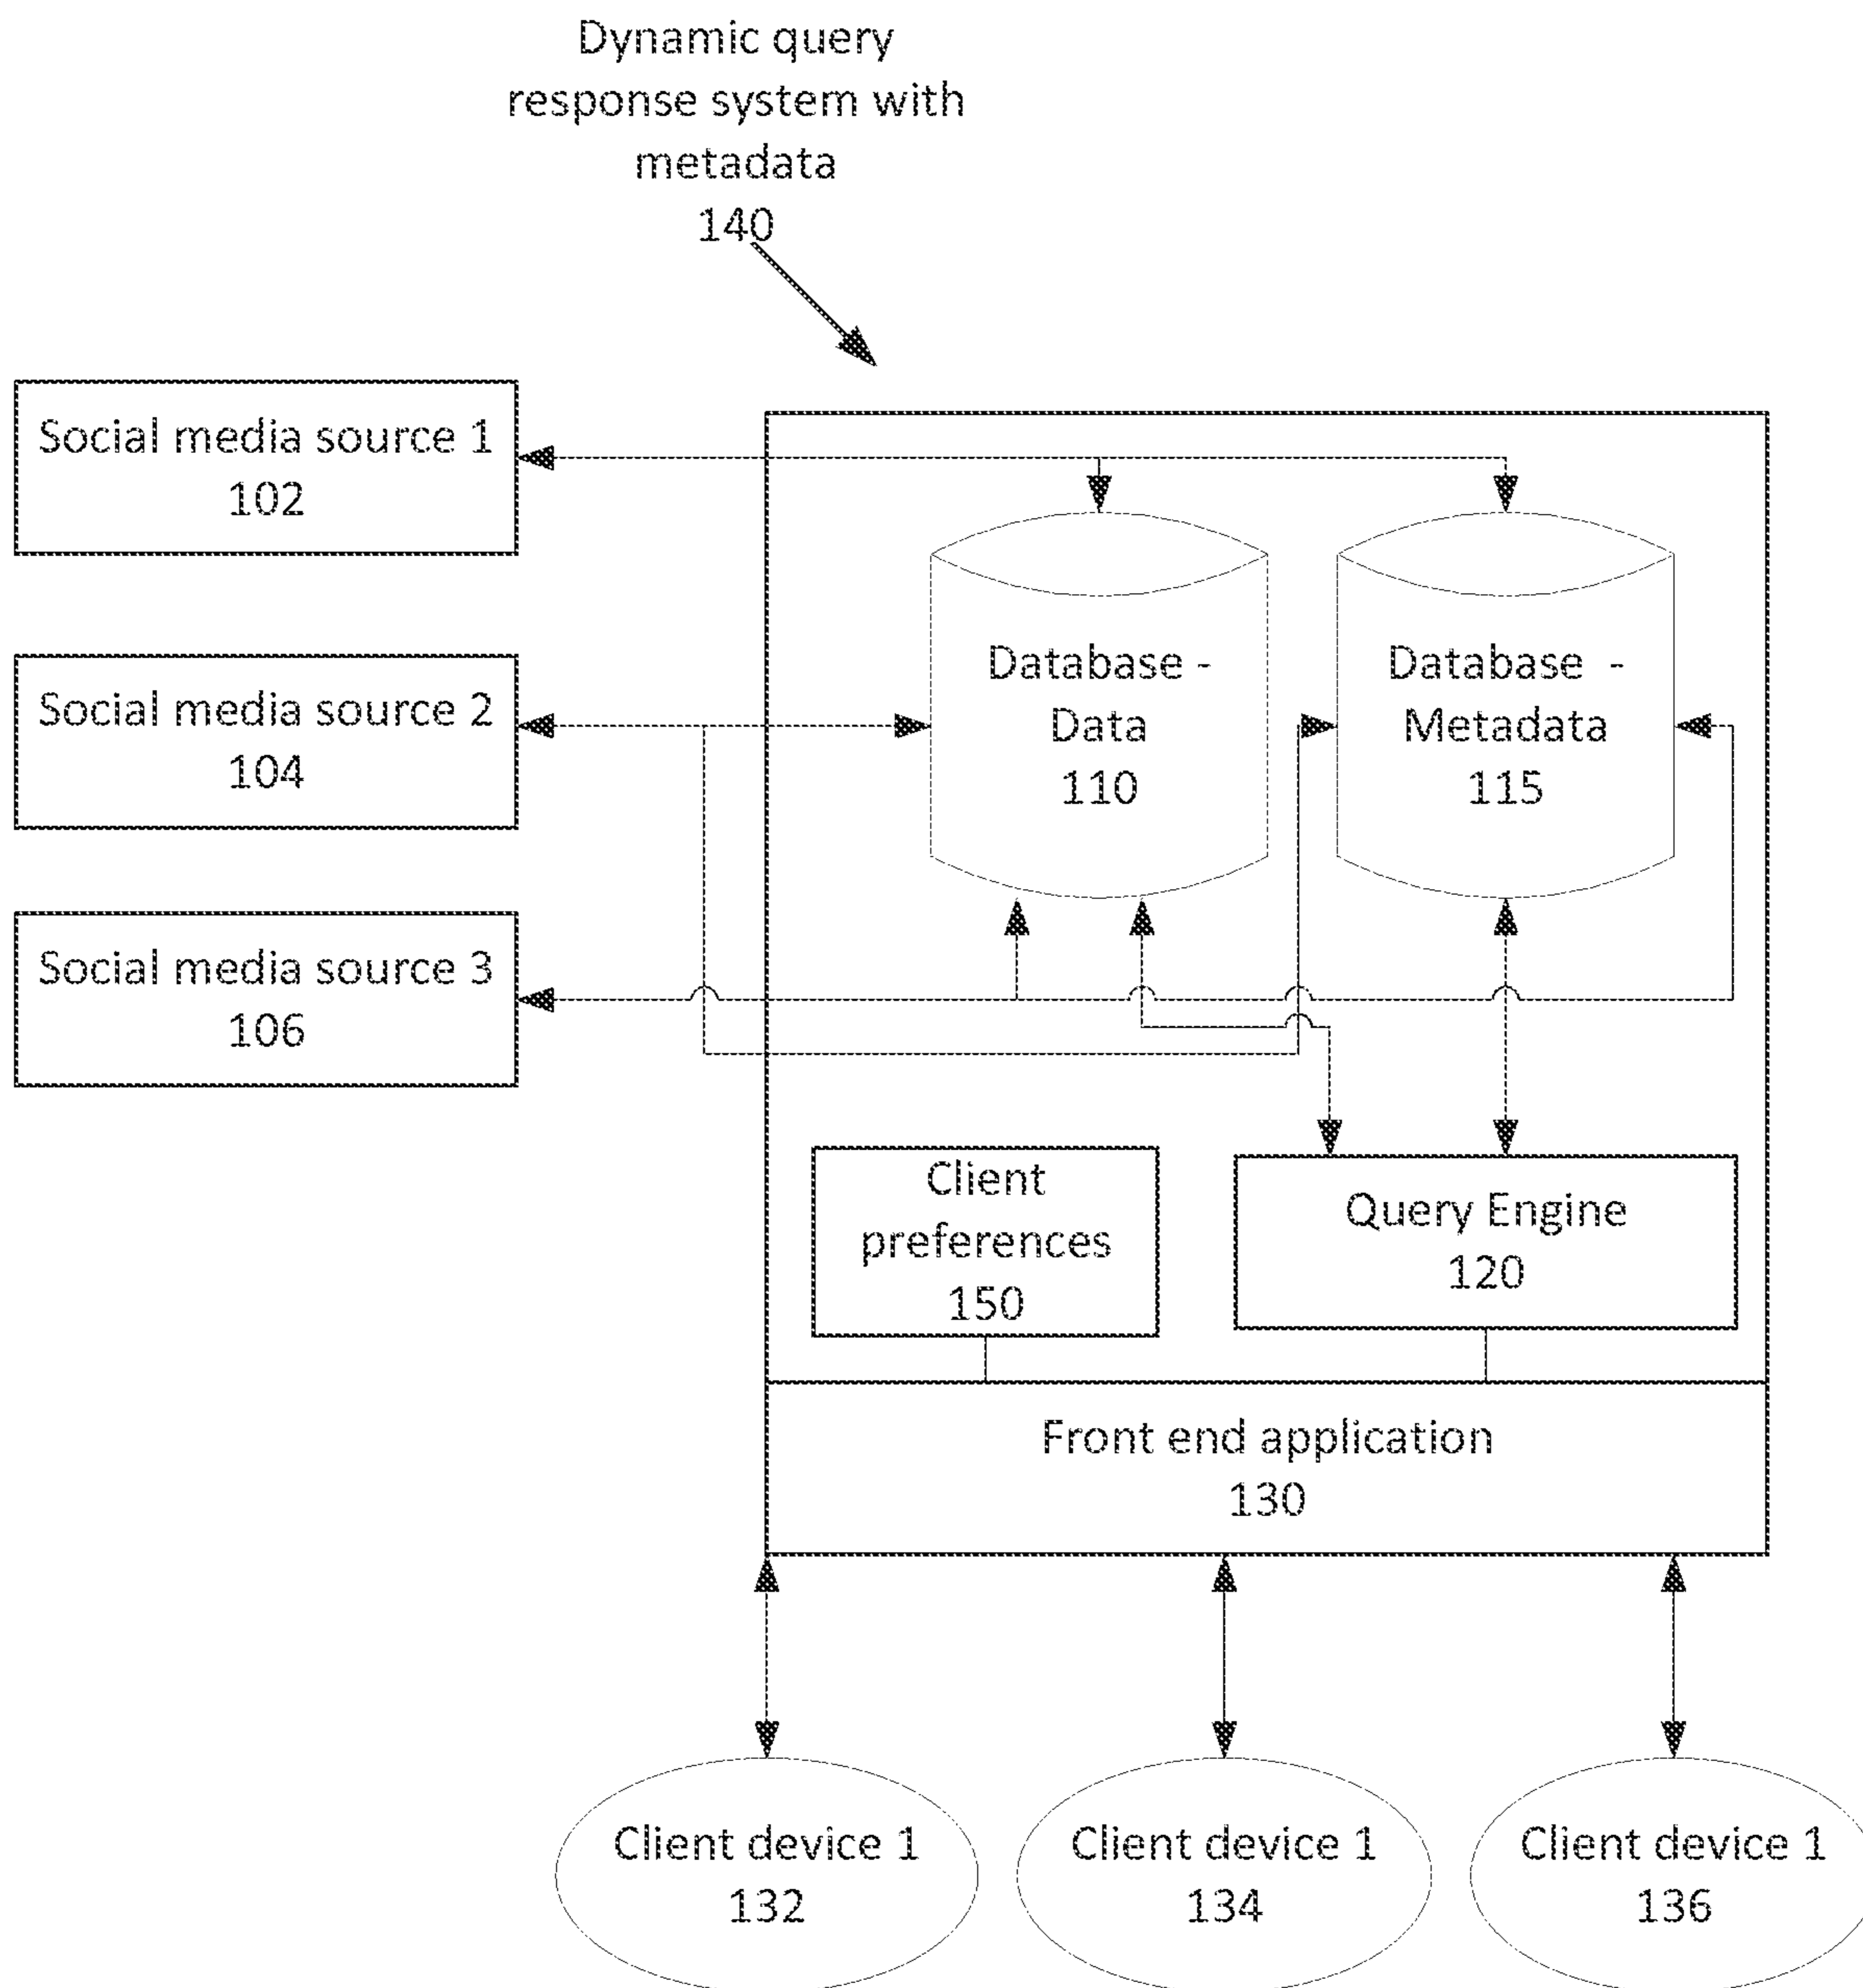 Dynamic query
response system with
metadata
140
Social media source 1
102
Social media source 2
104
Social media source 3
106
Database -
Data
110
Database -
Metadata
115
Client
preferences
150
Query Engine
120
Front end application
130
Client device 1
132
Client device 1
134
Client device 1
136